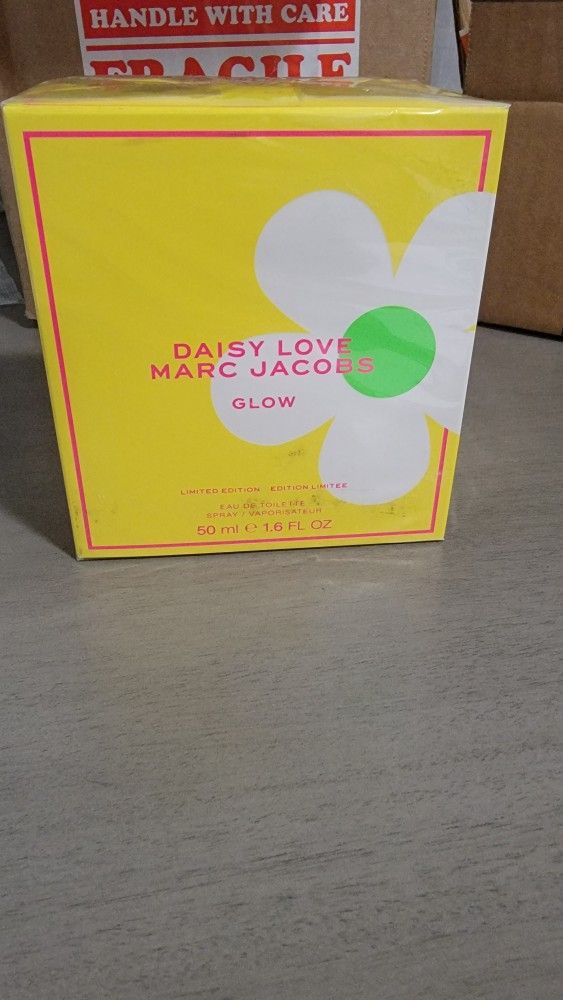 HANDLE WITH CARE
FRAGILE
DAISY LOVE
MARC JACOBS
GLOW
LIMITED EDITION EDITION LIMITEE
EAU DE TOILETTE
SPRAY / VAPORISATEUR
50 ml ℮ 1.6 FL OZ